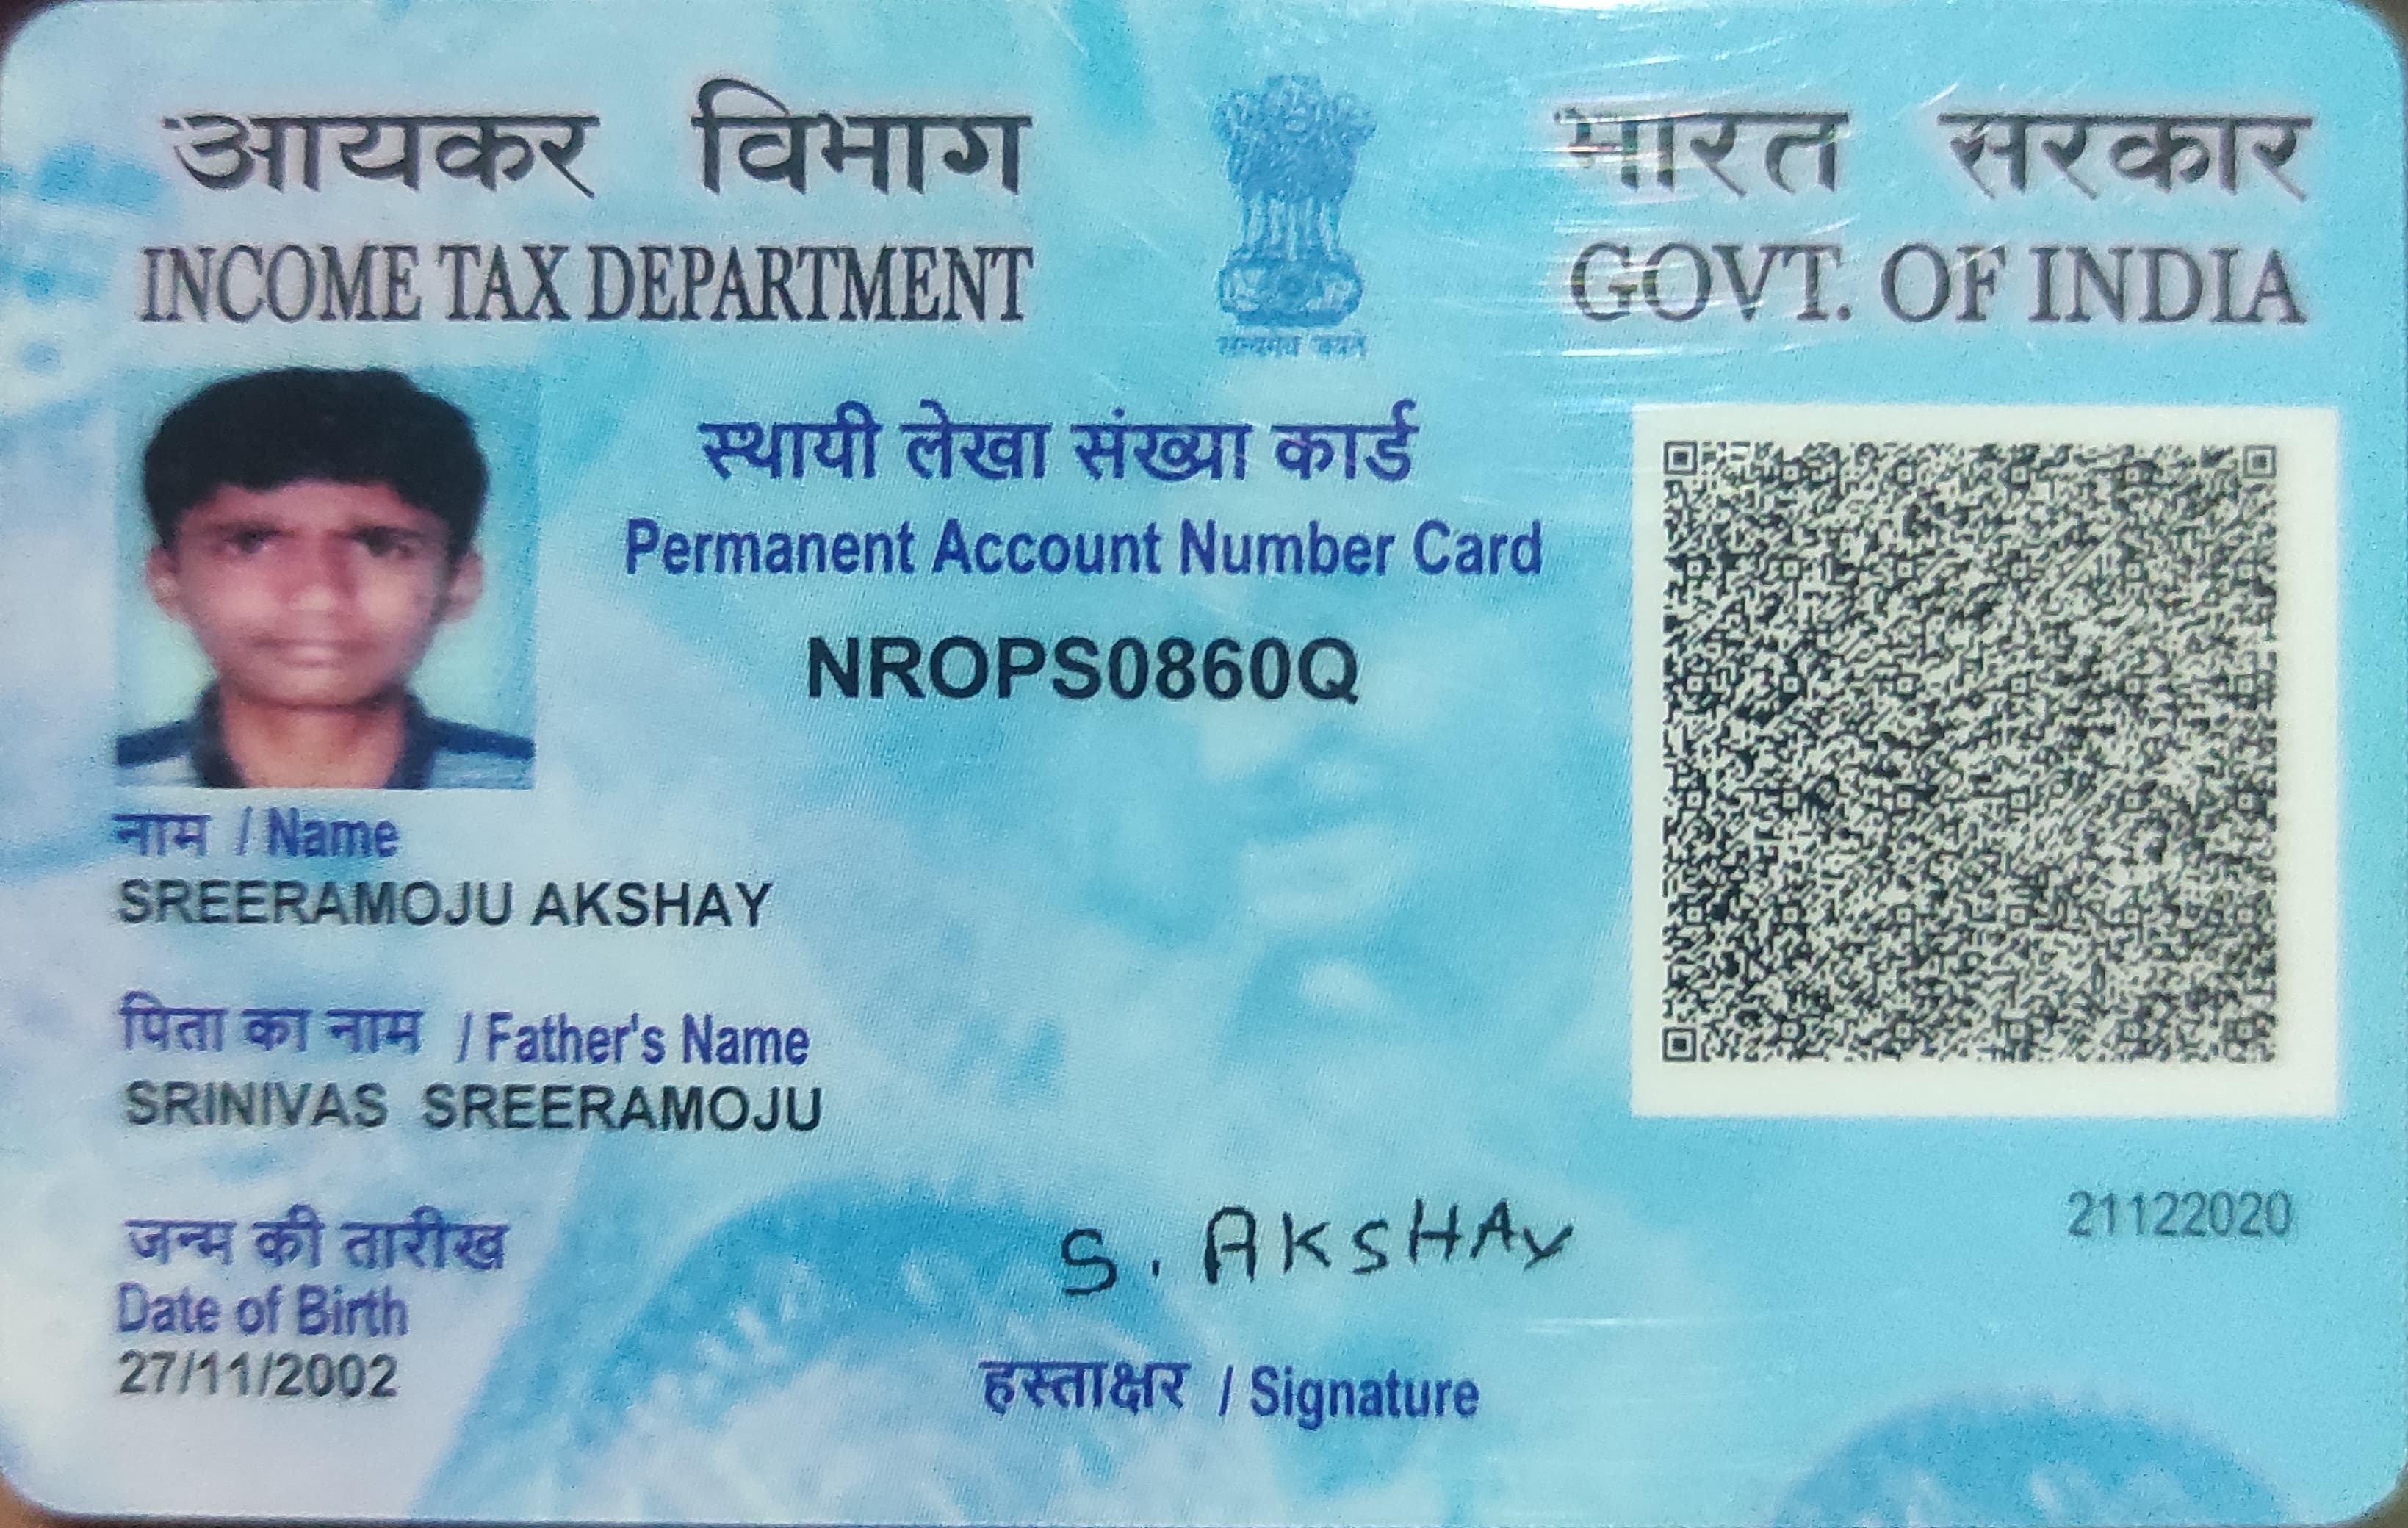 आयकर विभाग
INCOME TAX DEPARTMENT
भारत सरकार
GOVT. OF INDIA
सत्यमेव जयते
स्थायी लेखा संख्या कार्ड
Permanent Account Number Card
NROPS0860Q
नाम / Name
SREERAMOJU AKSHAY
पिता का नाम / Father's Name
SRINIVAS SREERAMOJU
जन्म की तारीख
Date of Birth
27/11/2002
S. AKSHAY
हस्ताक्षर / Signature
21122020